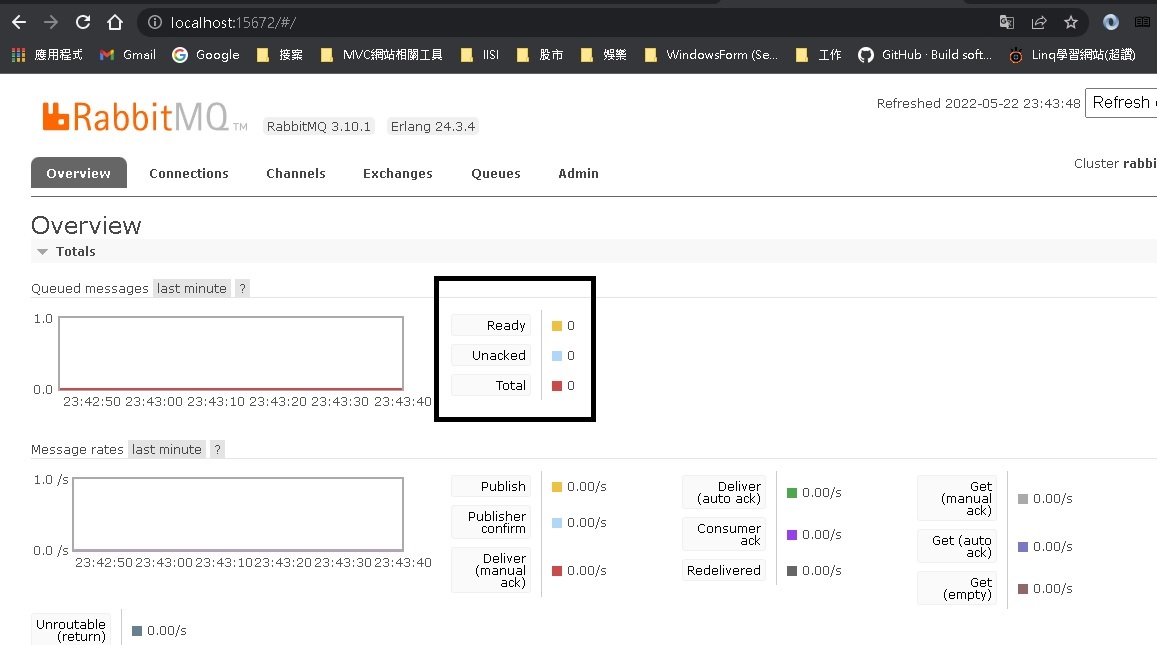 localhost:15672/#/
應用程式 Gmail Google 接案 MVC網站相關工具 IISI 股市 娛樂 WindowsForm (Se... 工作 GitHub · Build soft... Linq學習網站(超讚)
RabbitMQ TM RabbitMQ 3.10.1 Erlang 24.3.4
Refreshed 2022-05-22 23:43:48 Refresh
Overview Connections Channels Exchanges Queues Admin
Cluster rabbi
Overview
Totals
Queued messages last minute ?
1.0
0.0
23:42:50 23:43:00 23:43:10 23:43:20 23:43:30 23:43:40
Ready 0
Unacked 0
Total 0
Message rates last minute ?
1.0 /s
0.0 /s
23:42:50 23:43:00 23:43:10 23:43:20 23:43:30 23:43:40
Publish 0.00/s
Publisher
confirm 0.00/s
Deliver
(manual
ack) 0.00/s
Deliver
(auto ack) 0.00/s
Consumer
ack 0.00/s
Redelivered 0.00/s
Get
(manual
ack) 0.00/s
Get (auto
ack) 0.00/s
Get
(empty) 0.00/s
Unroutable
(return) 0.00/s